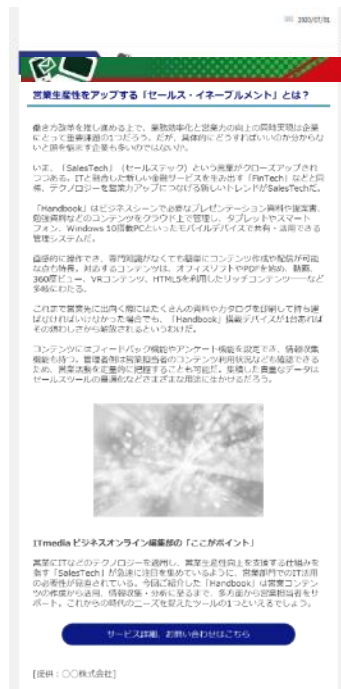 2020/07/01
営業生産性をアップする「セールス・イネーブルメント」とは?
働き方改革を推し進める上で、業務効率化と営業力の向上の同時実現は企業
にとって重要課題の1つだろう。だが、具体的にどうすればいいのか分からな
いと頭を悩ます企業も多いのではないか。
いま、「SalesTech」(セールステック)という言葉がクローズアップされ
つつある。ITと融合した新しい金融サービスを生み出す「FinTech」などと同
様、テクノロジーを営業力アップにつなげる新しいトレンドがSalesTechだ。
「Handbook」はビジネスシーンで必要なプレゼンテーション資料や提案書、
勉強資料などのコンテンツをクラウド上で管理し、タブレットやスマート
フォン、Windows 10搭載PCといったモバイルデバイスで共有・活用できる
管理システムだ。
直感的に操作でき、専門知識がなくても簡単にコンテンツ作成や配信が可能
な点も特長。対応するコンテンツは、オフィスソフトやPDFを始め、動画、
360度ビュー、VRコンテンツ、HTML5を利用したリッチコンテンツ――など
多岐にわたる。
これまで営業先に出向く際にはたくさんの資料やカタログを印刷して持ち運
ばなければいけなかった場合でも、「Handbook」搭載デバイスが1台あれば
その煩わしさから解放されるというわけだ。
コンテンツにはフィードバック機能やアンケート機能を設定でき、情報収集
機能も持つ。管理者側は営業担当者のコンテンツ利用状況なども確認できる
ため、営業活動を定量的に把握することも可能だ。集積した貴重なデータは
セールスツールの最適化などさまざまな用法に生かせるだろう。
ITmedia ビジネスオンライン編集部の「ここがポイント」
営業にITなどのテクノロジーを適用し、営業生産性向上を支援する仕組みを
指す「SalesTech」が急速に注目を集めているように、営業部門でのIT活用
の必要性が見直されている。今回ご紹介した「Handbook」は営業コンテン
ツの作成から活用、情報収集・分析に至るまで、多方面から営業担当者をサ
ポート。これからの時代のニーズを捉えたツールの1つといえるでしょう。
サービス詳細、お問い合わせはこちら
[提供:○○株式会社]